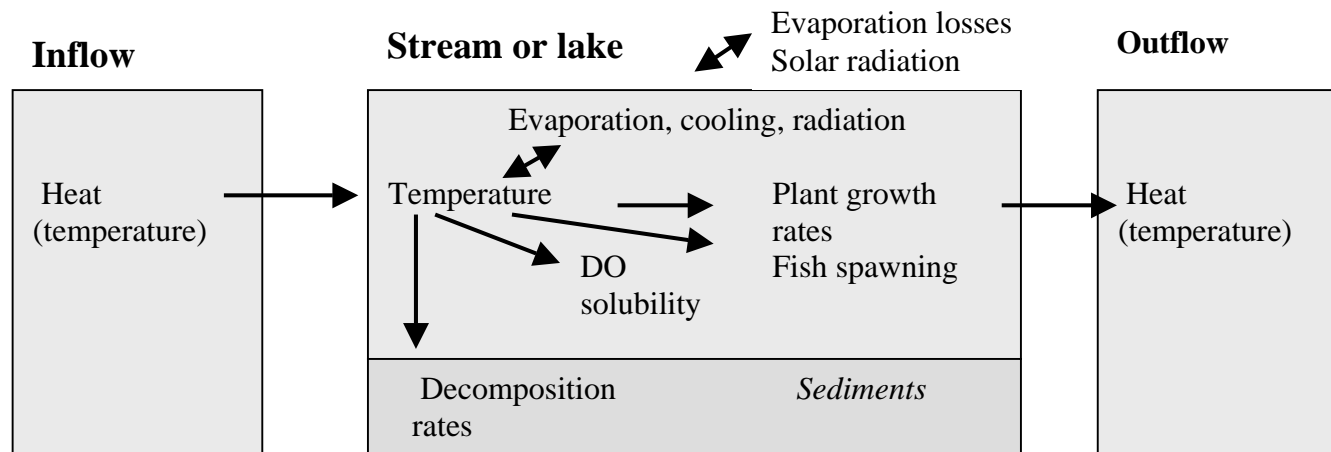 Inflow
Stream or lake
Evaporation losses
Solar radiation
Outflow
Evaporation, cooling, radiation
Heat
(temperature)
Temperature
Plant growth
rates
Fish spawning
DO
solubility
Heat
(temperature)
Decomposition
rates
Sediments